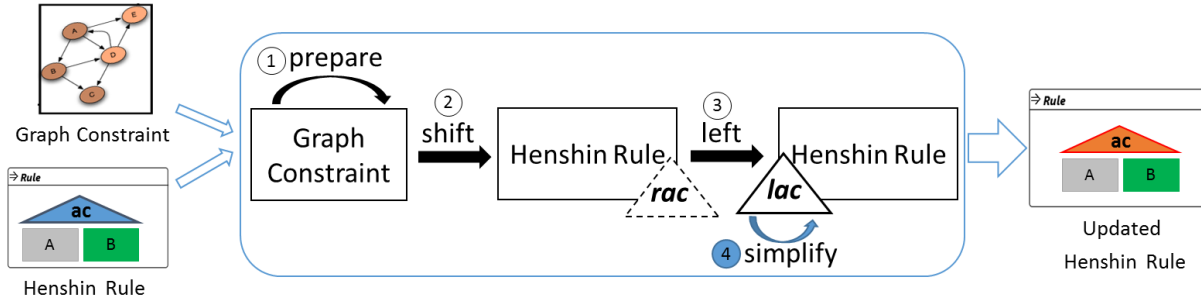 E
A
D
B
C
Graph Constraint
→ Rule
ac
A B
Henshin Rule
1 prepare
Graph
Constraint
2
shift
Henshin Rule
rac
3
left
Henshin Rule
lac
4 simplify
→ Rule
ac
A B
Updated
Henshin Rule